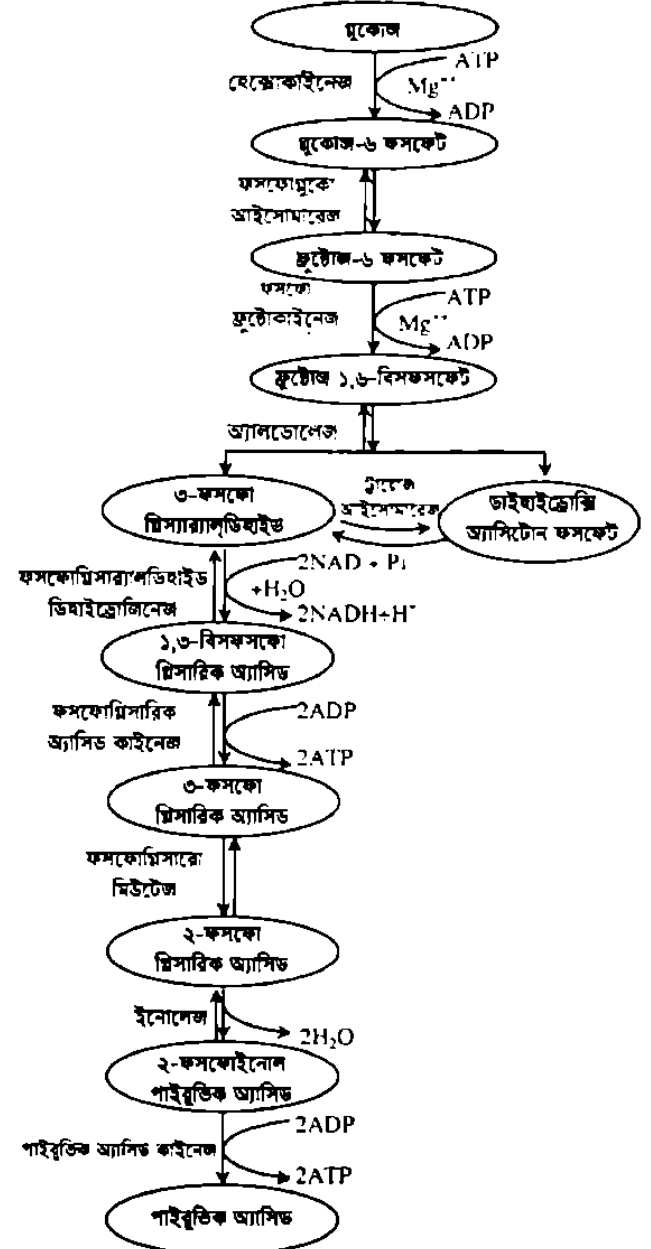 গ্লুকোজ
ATP
হেক্সোকাইনেজ
Mg++
ADP
গ্লুকোজ-৬ ফসফেট
ফসফোগ্লুকো
আইসোমারেজ
ফ্রুক্টোজ-৬ ফসফেট
ফসফো
ফ্রুক্টোকাইনেজ
ATP
Mg++
ADP
ফ্রুক্টোজ ১,৬-বিসফসফেট
অ্যালডোলেজ
৩-ফসফো
গ্লিস্যার‍্যাল্‌ডিহাইড
ট্রায়োজ
আইসোমারেজ
ডাইহাইড্রোক্সি
অ্যাসিটোন ফসফেট
ফসফোগ্লিসার‍্যালডিহাইড
ডিহাইড্রোজিনেজ
2NAD + Pi
+H₂O
2NADH+H⁺
১,৩-বিসফসফো
গ্লিসারিক অ্যাসিড
ফসফোগ্লিসারিক
অ্যাসিড কাইনেজ
2ADP
2ATP
৩-ফসফো
গ্লিসারিক অ্যাসিড
ফসফোগ্লিসারো
মিউটেজ
২-ফসফো
গ্লিসারিক অ্যাসিড
ইনোলেজ
2H₂O
২-ফসফোইনোল
পাইরুভিক অ্যাসিড
পাইরুভিক অ্যাসিড কাইনেজ
2ADP
2ATP
পাইরুভিক অ্যাসিড